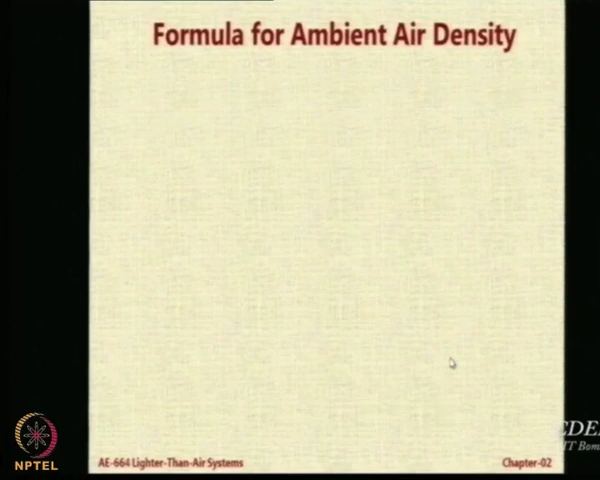 Formula for Ambient Air Density
NPTEL
AE-664 Lighter-Than-Air Systems
Chapter-02